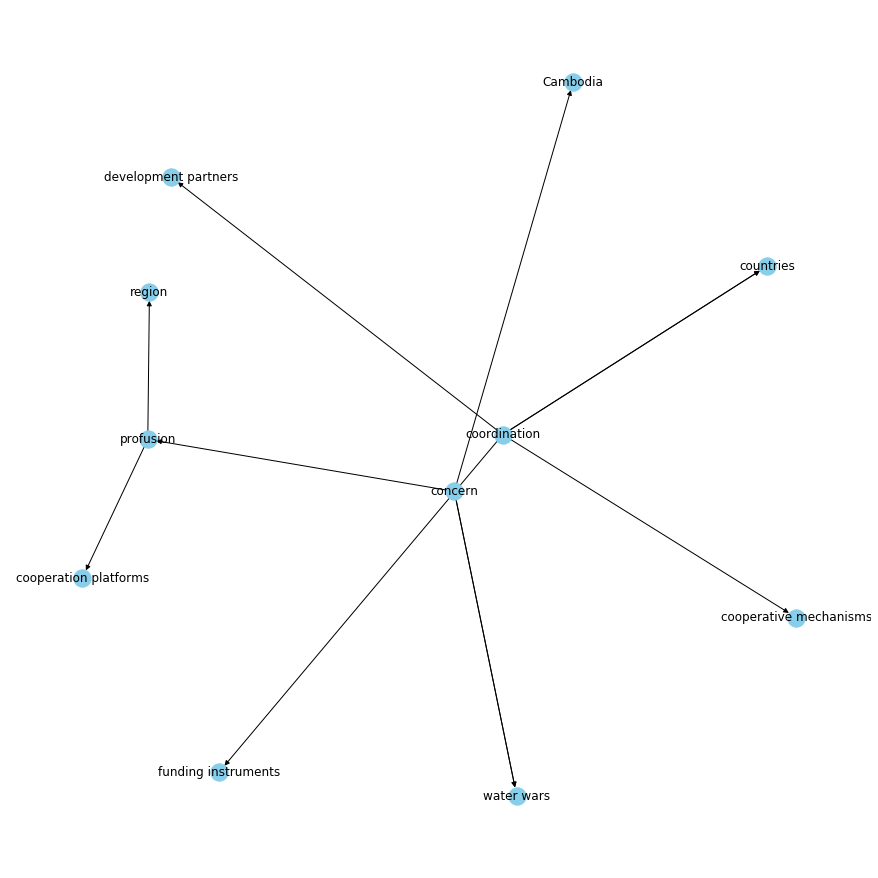 Cambodia
development partners
countries
region
coordination
profusion
concern
cooperation platforms
cooperative mechanisms
funding instruments
water wars